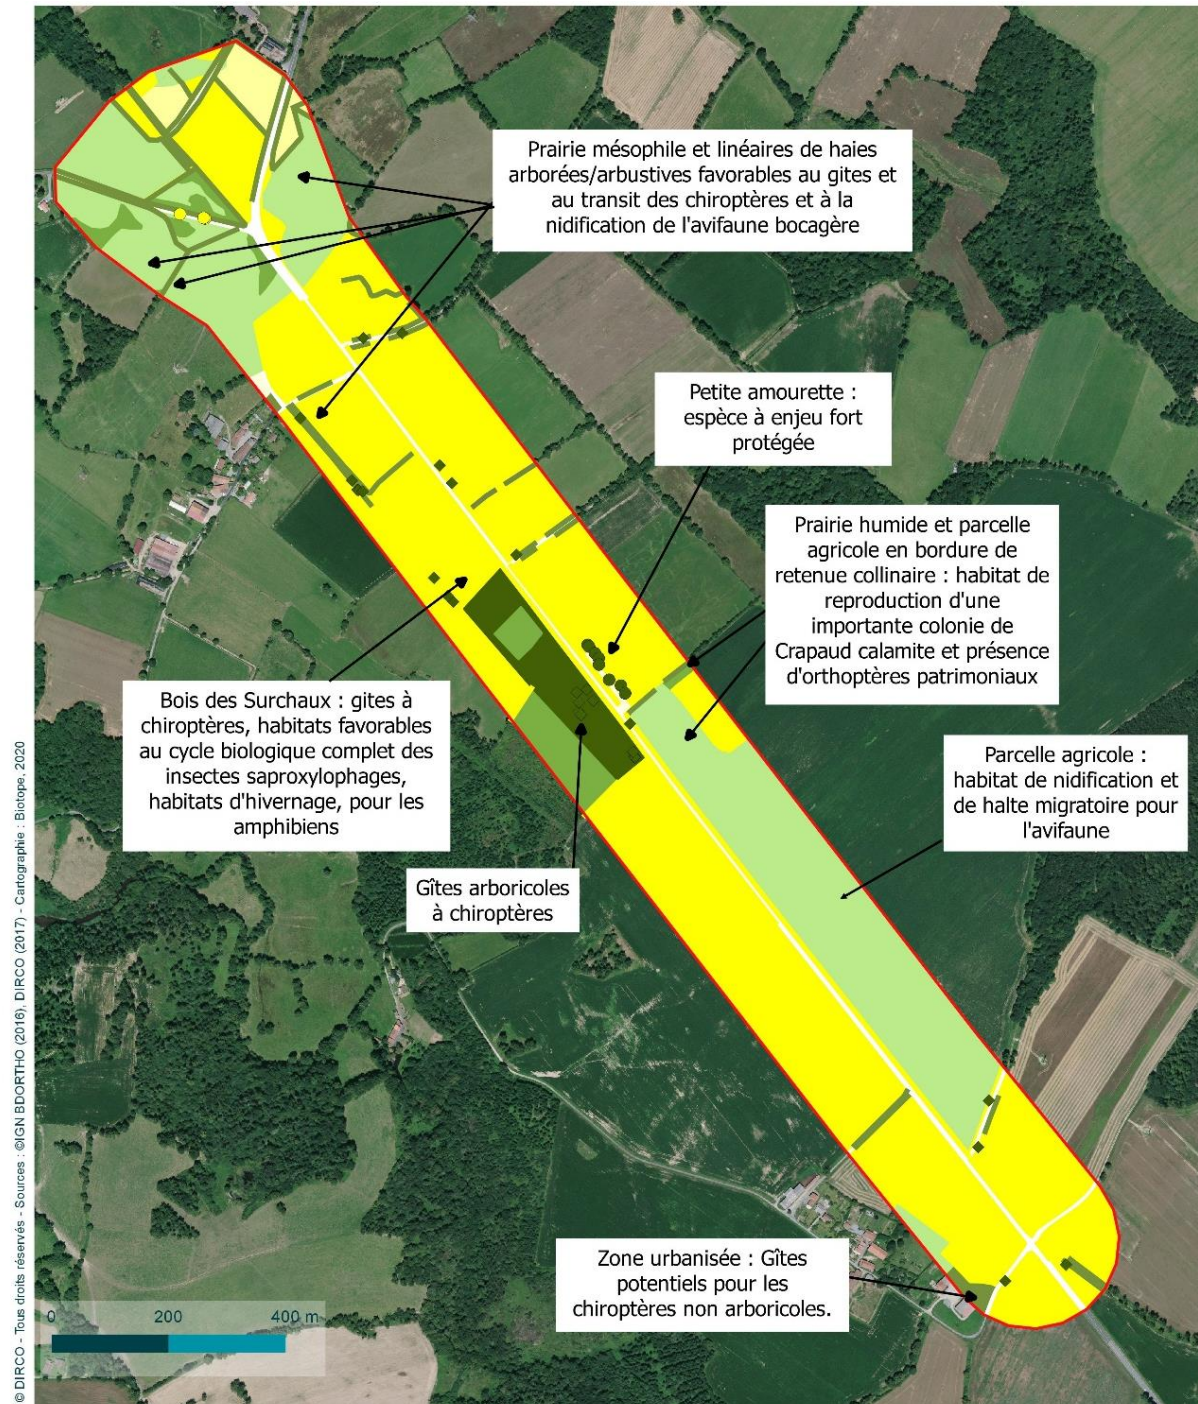 Prairie mésophile et linéaires de haies
arborées/arbustives favorables au gites et
au transit des chiroptères et à la
nidification de l'avifaune bocagère
Petite amourette :
espèce à enjeu fort
protégée
Prairie humide et parcelle
agricole en bordure de
retenue collinaire : habitat de
reproduction d'une
importante colonie de
Crapaud calamite et présence
d'orthoptères patrimoniaux
Bois des Surchaux : gites à
chiroptères, habitats favorables
au cycle biologique complet des
insectes saproxylophages,
habitats d'hivernage, pour les
amphibiens
Parcelle agricole :
habitat de nidification et
de halte migratoire pour
l'avifaune
Gîtes arboricoles
à chiroptères
Zone urbanisée : Gîtes
potentiels pour les
chiroptères non arboricoles.
0 200 400 m
© DIRCO - Tous droits réservés - Sources : ©IGN BDORTHO (2016), DIRCO (2017) - Cartographie : Biotope, 2020